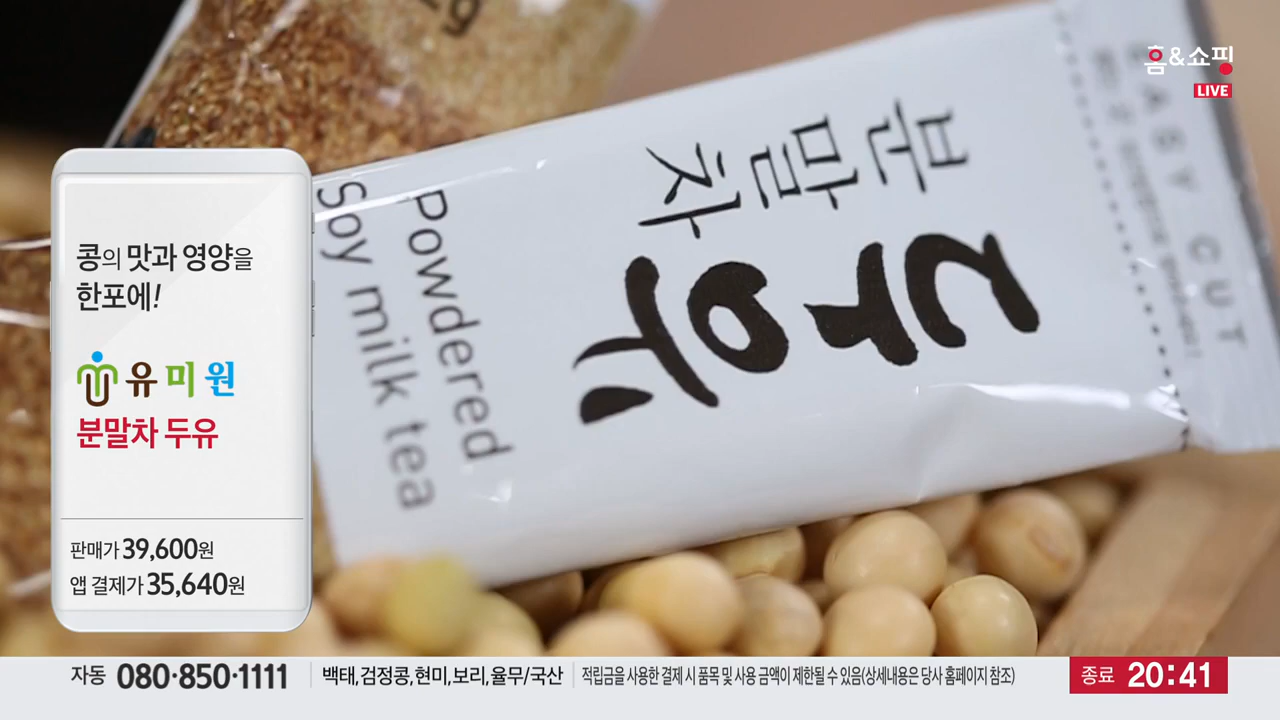 홈&쇼핑
LIVE
콩의 맛과 영양을
한포에!
유미원
분말차 두유
판매가 39,600원
앱 결제가 35,640원
분말차
두유
Powdered
Soy milk tea
EASY CUT
자동 080·850·1111
백태,검정콩,현미,보리,율무/국산
적립금을 사용한 결제 시 품목 및 사용 금액이 제한될 수 있음(상세내용은 당사 홈페이지 참조)
종료 20:41